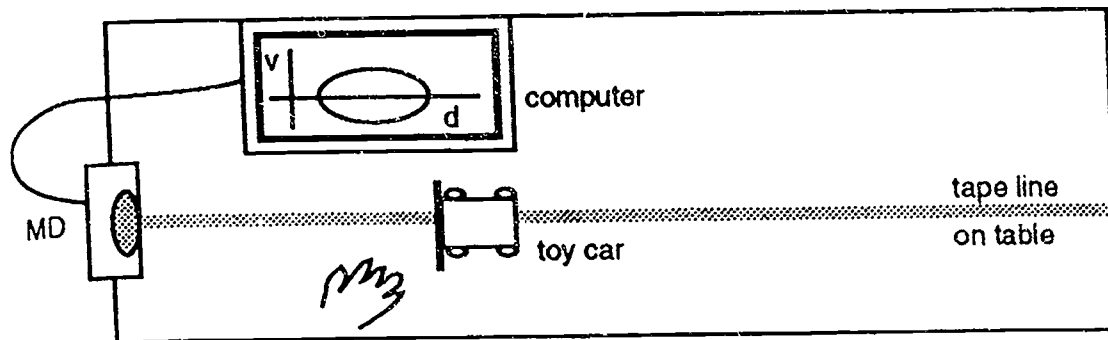 v
d
computer
MD
toy car
tape line
on table